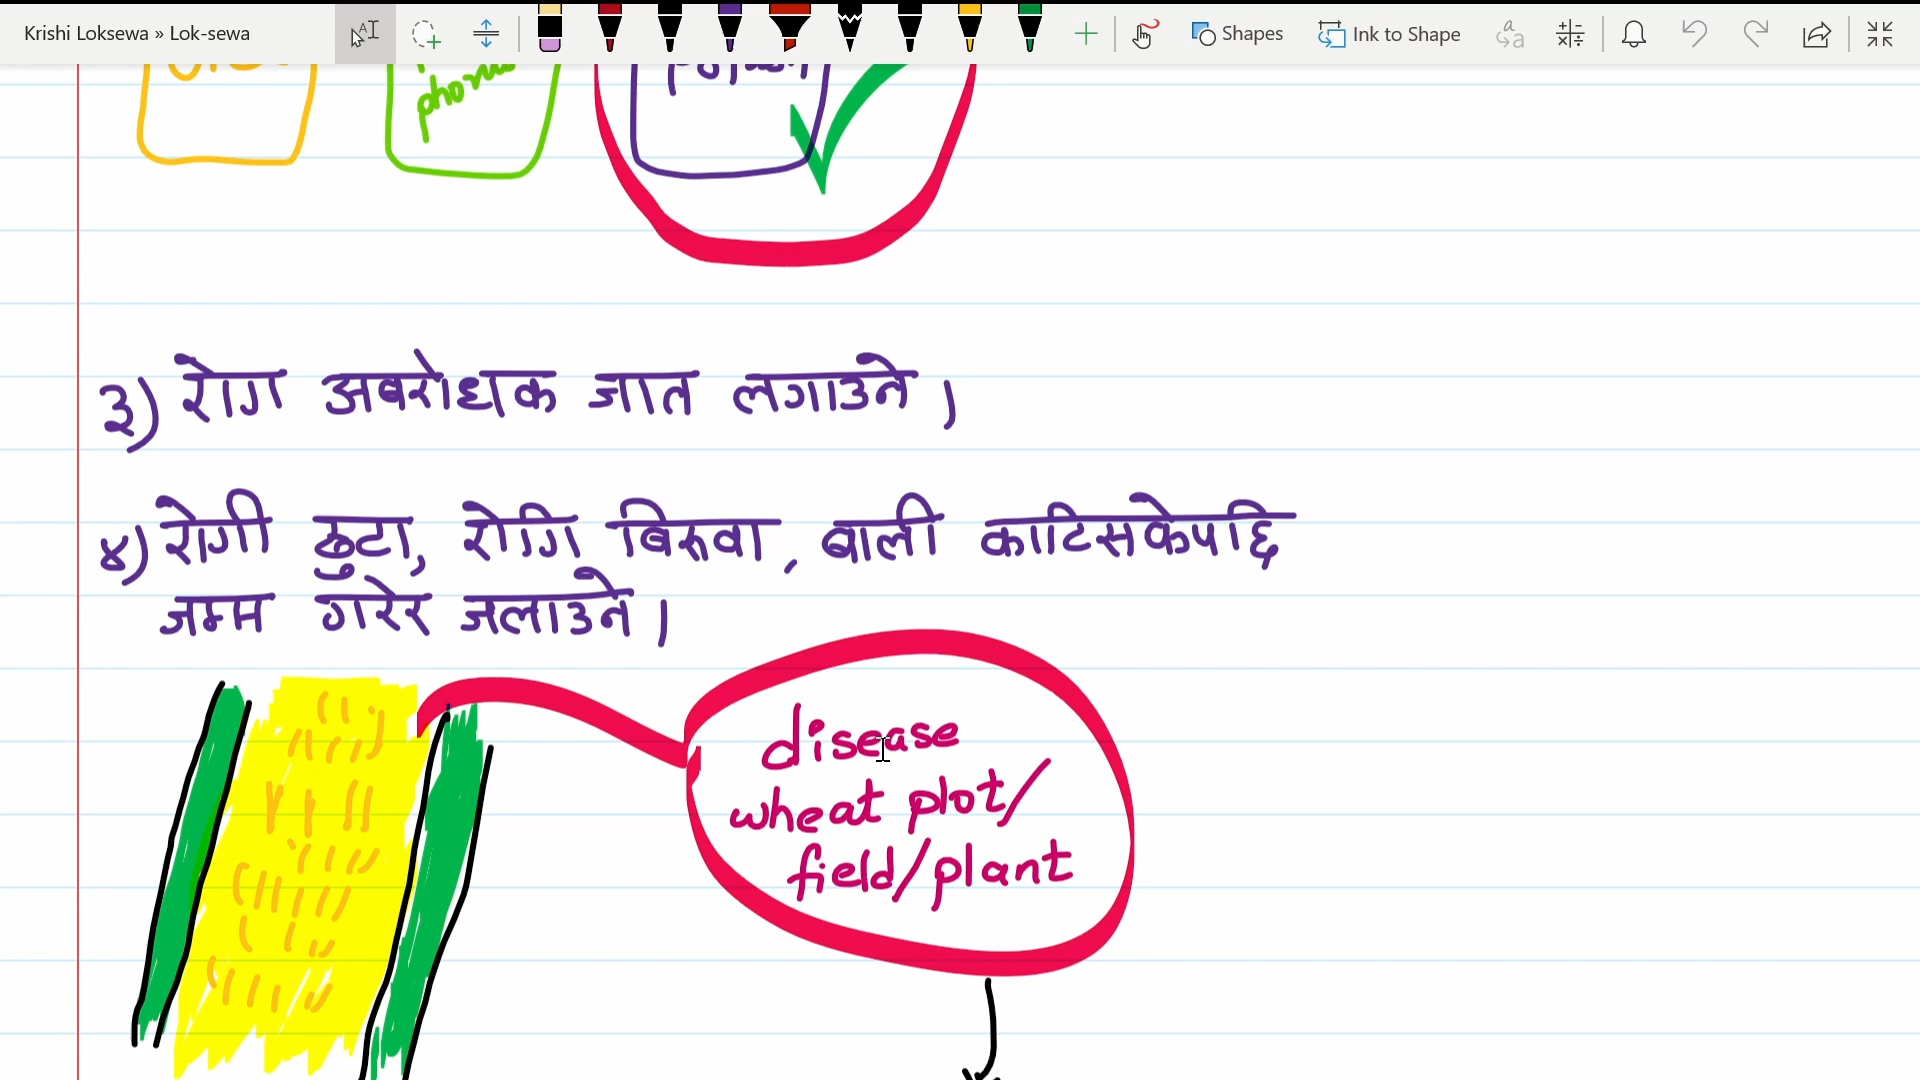 Krishi Loksewa » Lok-sewa
Shapes
Ink to Shape
३) रोग अवरोधक जात लगाउने ।
४) रोगी ठुटा, रोगि बिरुवा, बाली काटिसकेपछि
जम्म गरेर जलाउने ।
disease
wheat plot/
field/plant